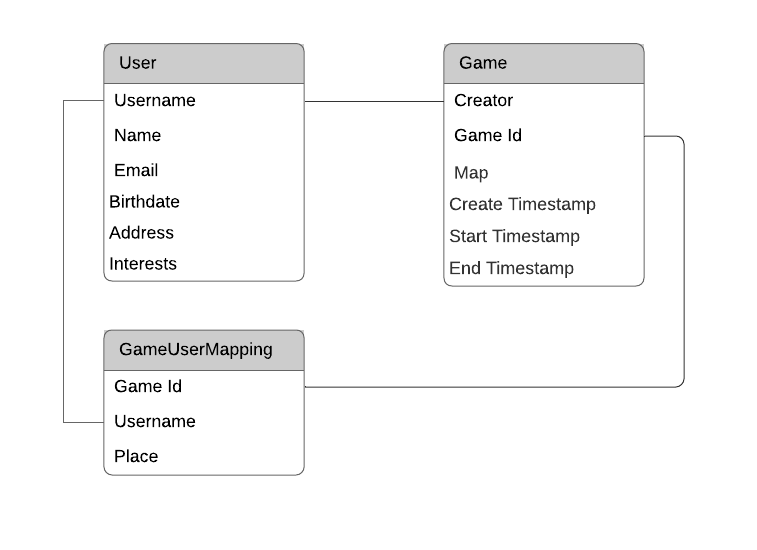 User
Username
Name
Email
Birthdate
Address
Interests
Game
Creator
Game Id
Map
Create Timestamp
Start Timestamp
End Timestamp
GameUserMapping
Game Id
Username
Place